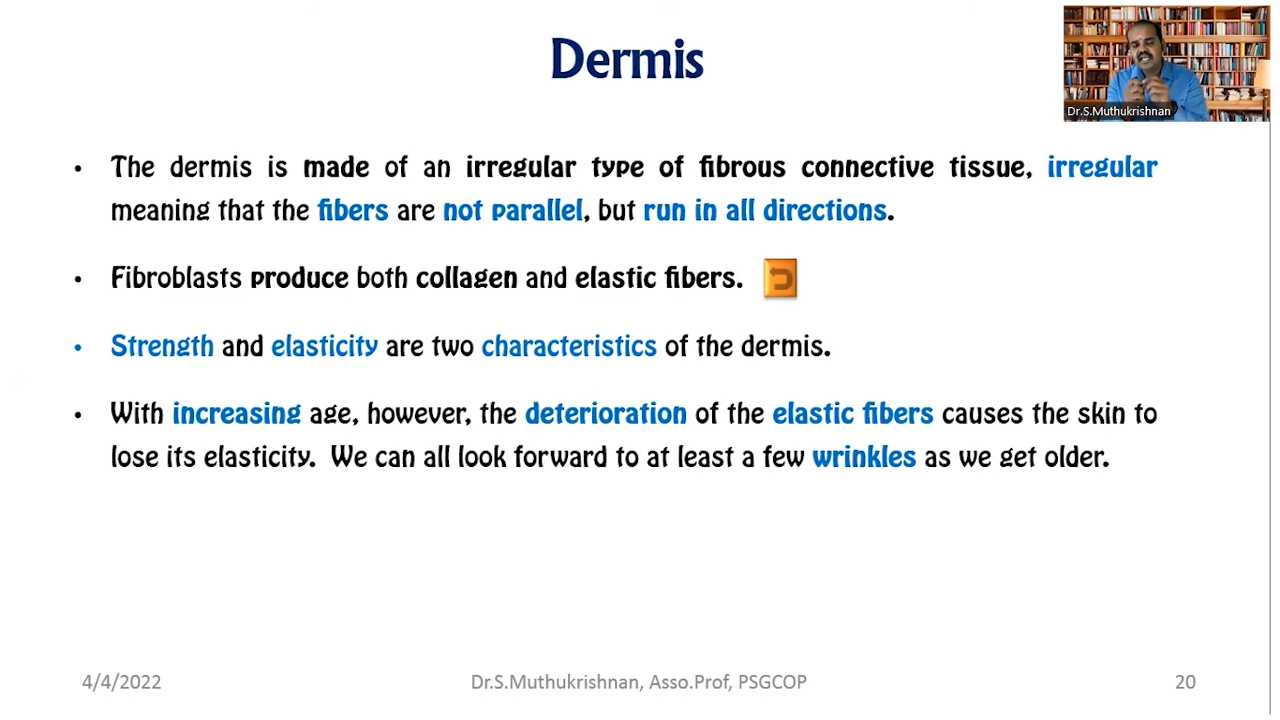 Dermis
Dr.S.Muthukrishnan
• The dermis is made of an irregular type of fibrous connective tissue, irregular
meaning that the fibers are not parallel, but run in all directions.
• Fibroblasts produce both collagen and elastic fibers.
• Strength and elasticity are two characteristics of the dermis.
• With increasing age, however, the deterioration of the elastic fibers causes the skin to
lose its elasticity. We can all look forward to at least a few wrinkles as we get older.
4/4/2022
Dr.S.Muthukrishnan, Asso.Prof, PSGCOP
20